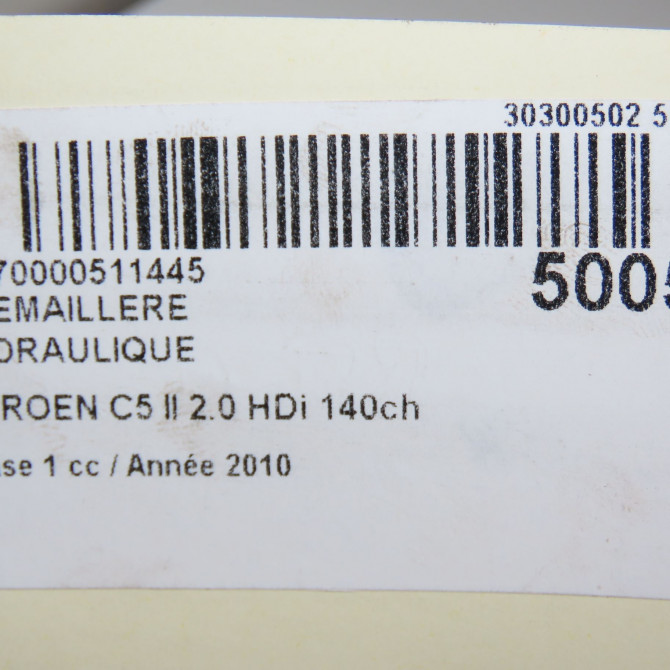 30300502 5
70000511445
5005
EMAILLERE
DRAULIQUE
ROEN C5 II 2.0 HDi 140ch
se 1 cc / Année 2010